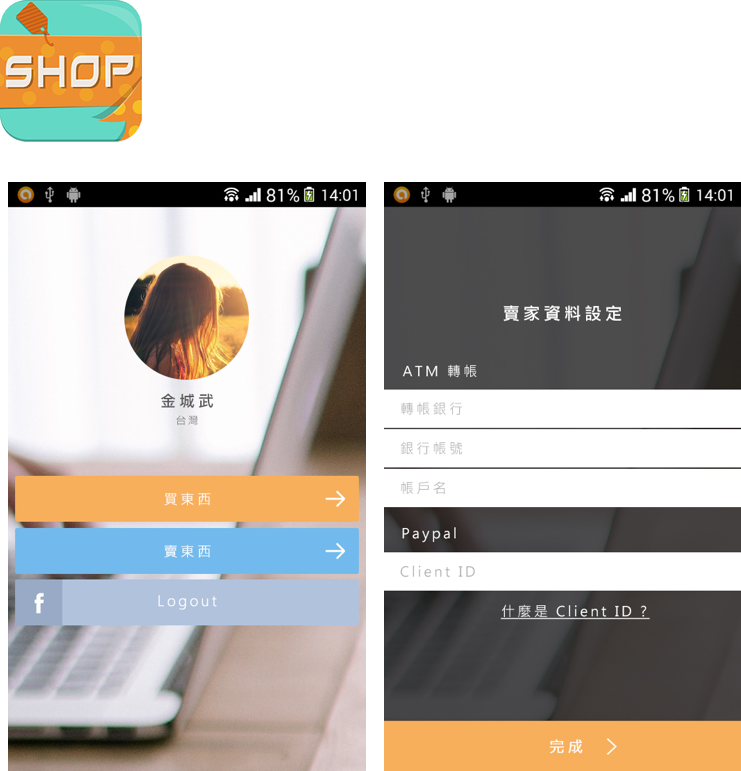 SHOP
81% 14:01
金城武
台灣
買東西
賣東西
f
Logout
81% 14:01
賣家資料設定
ATM 轉帳
轉帳銀行
銀行帳號
帳戶名
Paypal
Client ID
什麼是 Client ID ?
完成